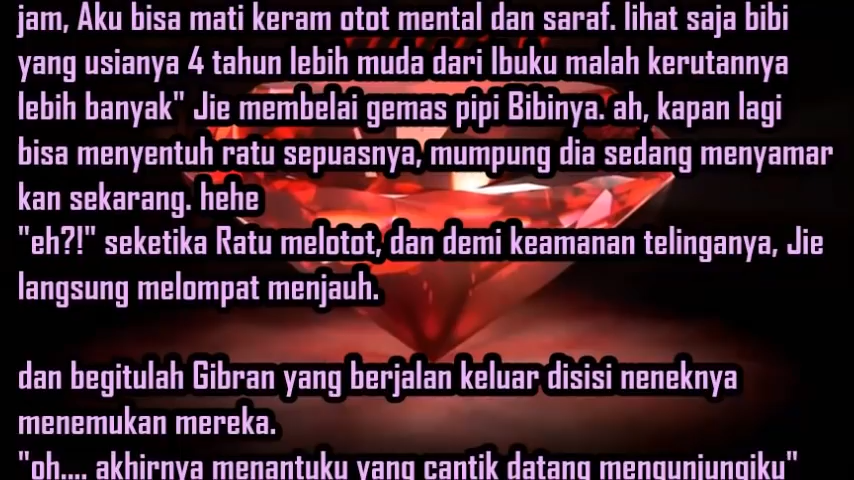 jam, Aku bisa mati keram otot mental dan saraf. lihat saja bibi
yang usianya 4 tahun lebih muda dari Ibuku malah kerutannya
lebih banyak" Jie membelai gemas pipi Bibinya. ah, kapan lagi
bisa menyentuh ratu sepuasnya, mumpung dia sedang menyamar
kan sekarang. hehe
"eh?!" seketika Ratu melotot, dan demi keamanan telinganya, Jie
langsung melompat menjauh.
dan begitulah Gibran yang berjalan keluar disisi neneknya
menemukan mereka.
"oh.... akhirnya menantuku yang cantik datang mengunjungiku"